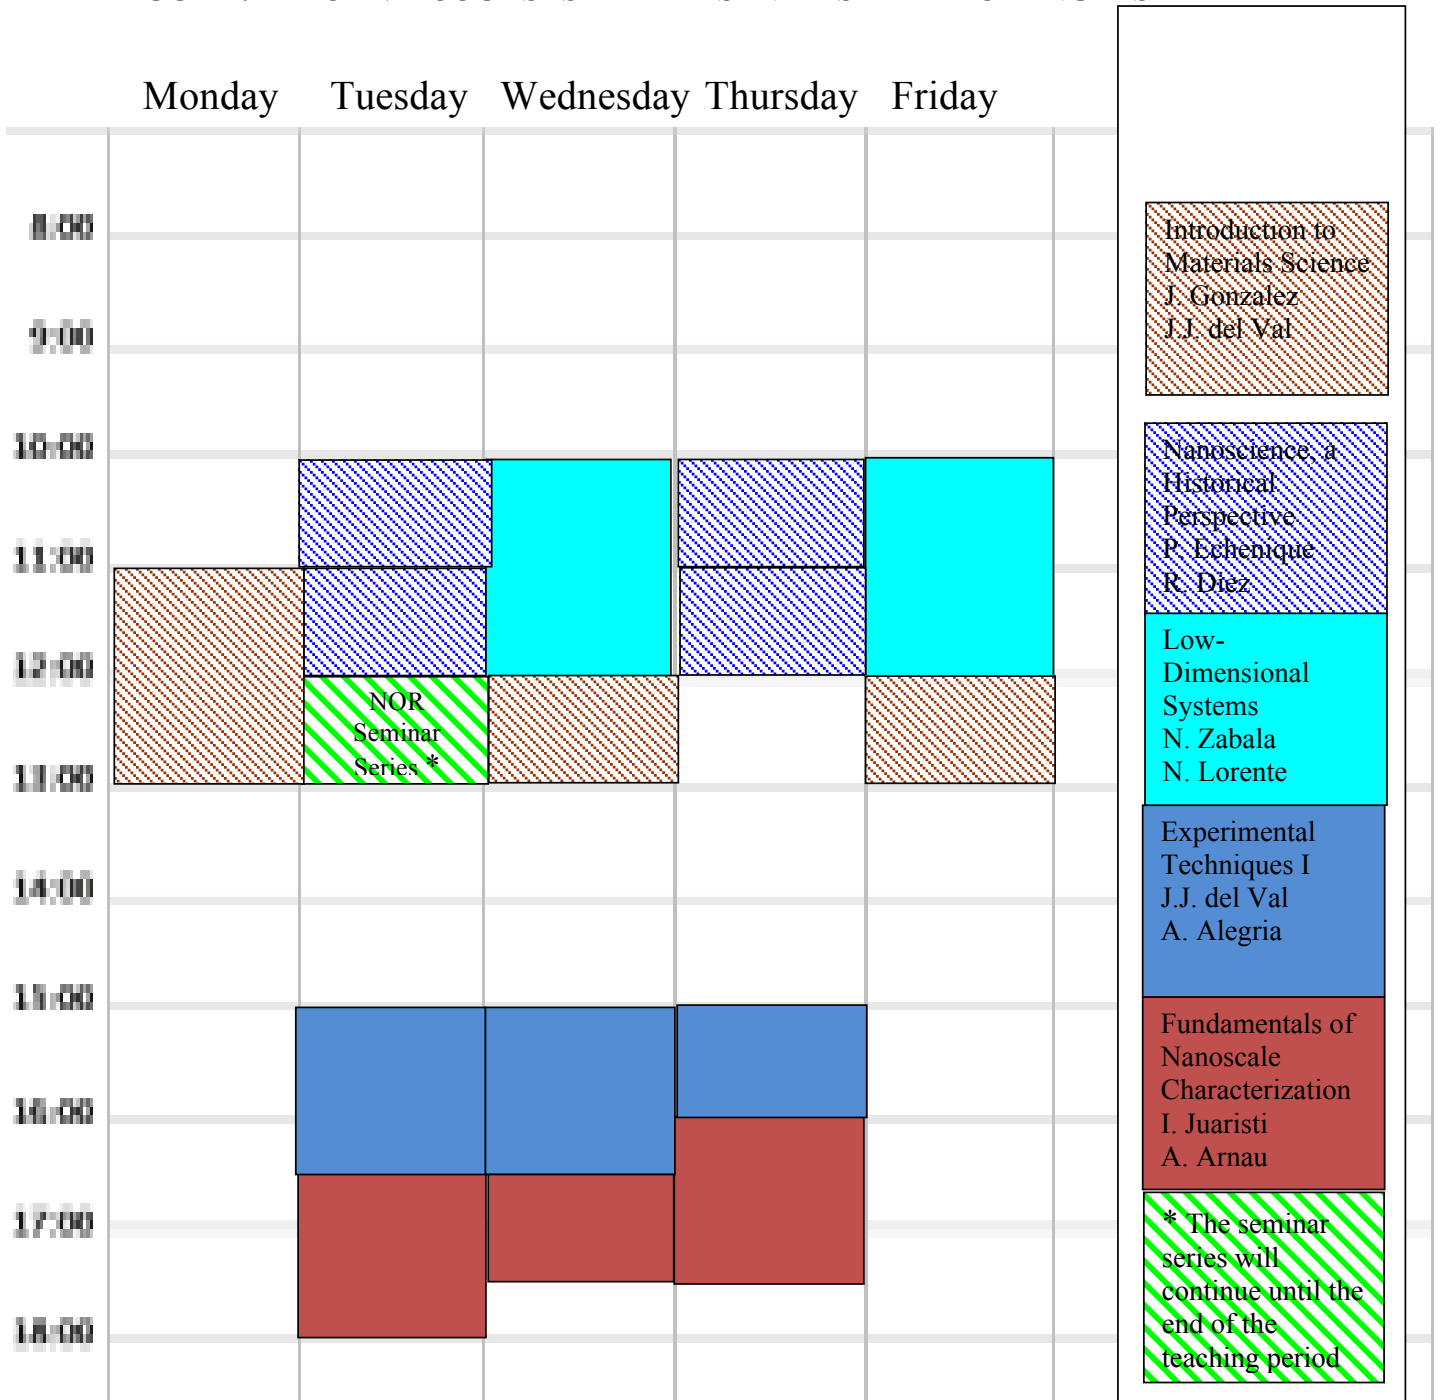 Monday Tuesday Wednesday Thursday Friday
8:00
9:00
10:00
11:00
12:00
13:00
14:00
15:00
16:00
17:00
18:00
NOR
Seminar
Series *
Introduction to
Materials Science
J. Gonzalez
J.J. del Val
Nanoscience, a
Historical
Perspective
P. Echenique
R. Diez
Low-
Dimensional
Systems
N. Zabala
N. Lorente
Experimental
Techniques I
J.J. del Val
A. Alegria
Fundamentals of
Nanoscale
Characterization
I. Juaristi
A. Arnau
* The seminar
series will
continue until the
end of the
teaching period